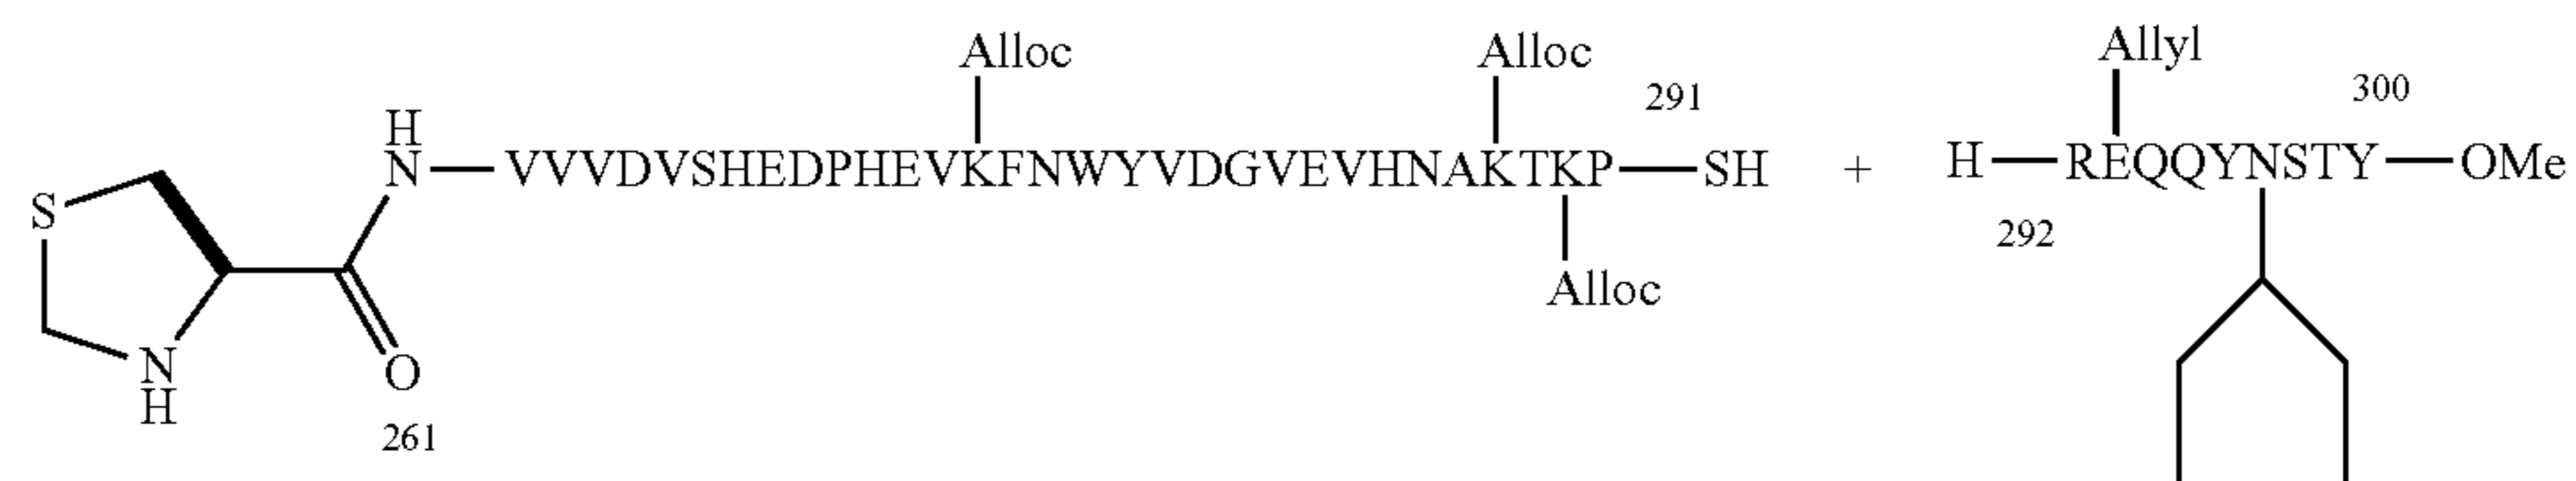 Allyl
Alloc Alloc
291 300
H
N VVVDVSHEDPHEVKFNWYVDGVEVHNAKTKP SH + H REQQYNSTY OMe
S
292
Alloc
N
H
O
261